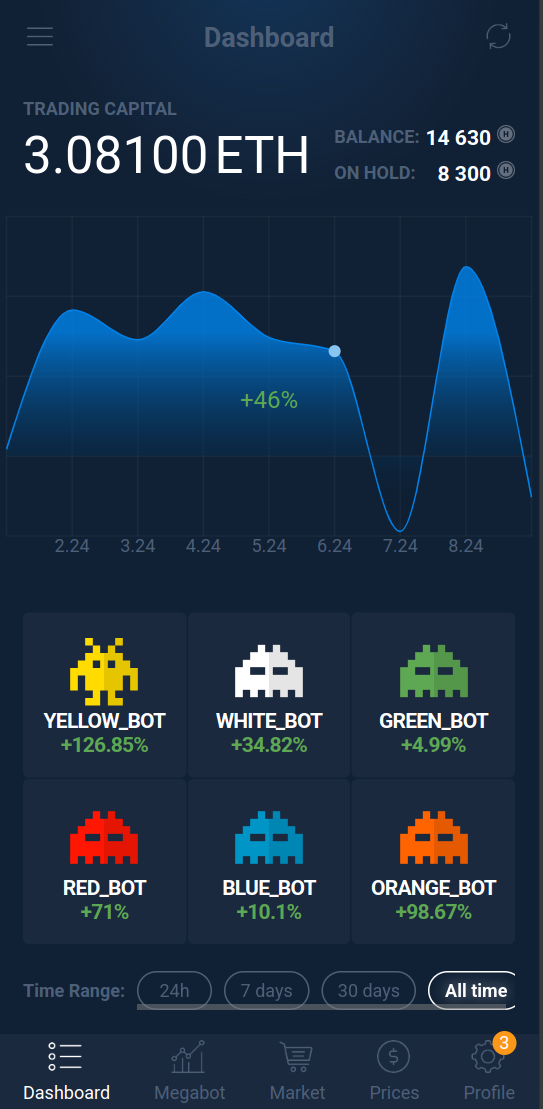 Dashboard
TRADING CAPITAL
3.08100 ETH
BALANCE: 14 630 H
ON HOLD: 8 300 H
+46%
2.24 3.24 4.24 5.24 6.24 7.24 8.24
YELLOW_BOT WHITE_BOT GREEN_BOT
+126.85% +34.82% +4.99%
RED_BOT BLUE_BOT ORANGE_BOT
+71% +10.1% +98.67%
Time Range: 24h 7 days 30 days All time
$ 3
Dashboard Megabot Market Prices Profile